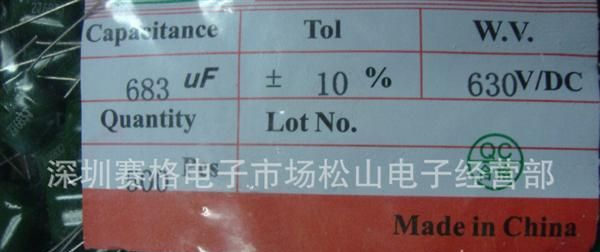 Capacitance Tol W.V.
683 uF ± 10 % 630V/DC
Quantity Lot No.
深圳赛格电子市场松山电子经营部
QC
Pcs
Made in China